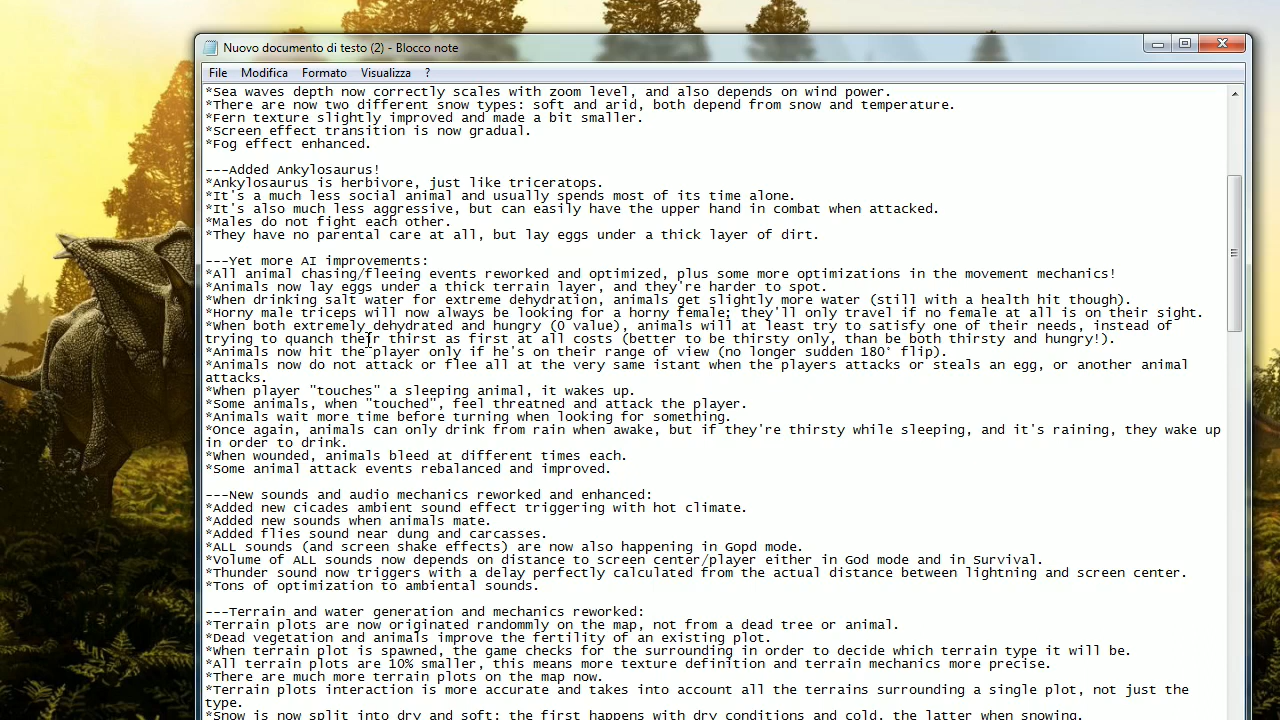 Nuovo documento di testo (2) - Blocco note
File Modifica Formato Visualizza ?
*Sea waves depth now correctly scales with zoom level, and also depends on wind power.
*There are now two different snow types: soft and arid, both depend from snow and temperature.
*Fern texture slightly improved and made a bit smaller.
*Screen effect transition is now gradual.
*Fog effect enhanced.
---Added Ankylosaurus!
*Ankylosaurus is herbivore, just like triceratops.
*It's a much less social animal and usually spends most of its time alone.
*It's also much less aggressive, but can easily have the upper hand in combat when attacked.
*Males do not fight each other.
*They have no parental care at all, but lay eggs under a thick layer of dirt.
---Yet more AI improvements:
*All animal chasing/fleeing events reworked and optimized, plus some more optimizations in the movement mechanics!
*Animals now lay eggs under a thick terrain layer, and they're harder to spot.
*When drinking salt water for extreme dehydration, animals get slightly more water (still with a health hit though).
*Horny male triceps will now always be looking for a horny female; they'll only travel if no female at all is on their sight.
*When both extremely dehydrated and hungry (0 value), animals will at least try to satisfy one of their needs, instead of
trying to quanch their thirst as first at all costs (better to be thirsty only, than be both thirsty and hungry!).
*Animals now hit the player only if he's on their range of view (no longer sudden 180° flip).
*Animals now do not attack or flee all at the very same istant when the players attacks or steals an egg, or another animal
attacks.
*When player "touches" a sleeping animal, it wakes up.
*Some animals, when "touched", feel threatned and attack the player.
*Animals wait more time before turning when looking for something.
*Once again, animals can only drink from rain when awake, but if they're thirsty while sleeping, and it's raining, they wake up
in order to drink.
*When wounded, animals bleed at different times each.
*Some animal attack events rebalanced and improved.
---New sounds and audio mechanics reworked and enhanced:
*Added new cicades ambient sound effect triggering with hot climate.
*Added new sounds when animals mate.
*Added flies sound near dung and carcasses.
*ALL sounds (and screen shake effects) are now also happening in Gopd mode.
*Volume of ALL sounds now depends on distance to screen center/player either in God mode and in Survival.
*Thunder sound now triggers with a delay perfectly calculated from the actual distance between lightning and screen center.
*Tons of optimization to ambiental sounds.
---Terrain and water generation and mechanics reworked:
*Terrain plots are now originated randommly on the map, not from a dead tree or animal.
*Dead vegetation and animals improve the fertility of an existing plot.
*When terrain plot is spawned, the game checks for the surrounding in order to decide which terrain type it will be.
*All terrain plots are 10% smaller, this means more texture definition and terrain mechanics more precise.
*There are much more terrain plots on the map now.
*Terrain plots interaction is more accurate and takes into account all the terrains surrounding a single plot, not just the
type.
*Snow is now split into dry and soft: the first happens with dry conditions and cold, the latter when snowing.